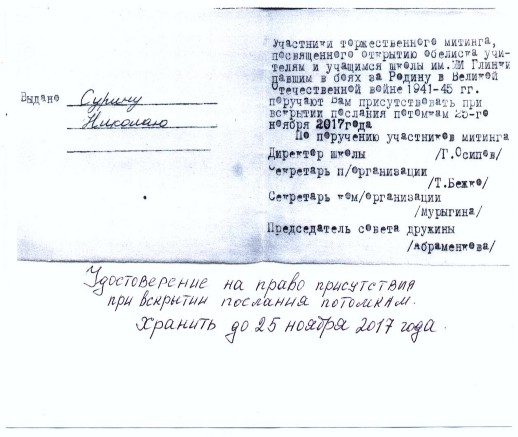 Выдано Сурину
Николаю
Участники торжественного митинга,
посвященного открытию обелиска учи-
телям и учащимся школы им. МИ Глинки
павшим в боях за Родину в Великой
Отечественной войне 1941-45 гг.
поручают Вам присутствовать при
вскрытии послания потомкам 25-го
ноября 2017года
По поручению участников митинга
Директор школы /Г.Осипов/
Секретарь п/организации
/Т.Бежко/
Секретарь ком/организации
/Мурыгина/
Председатель совета дружины
/Абраменкова/
Удостоверение на право присутствия
при вскрытии послания потомкам.
Хранить до 25 ноября 2017 года.